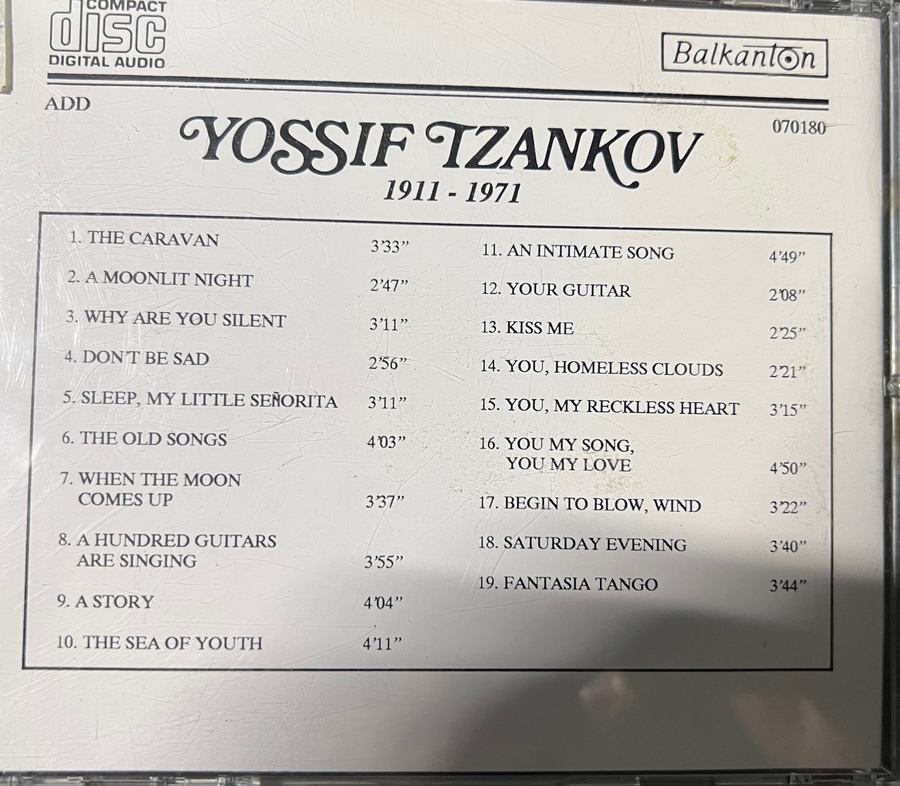 COMPACT
disc
DIGITAL AUDIO
Balkanton
ADD
070180
YOSSIF TZANKOV
1911 - 1971
1. THE CARAVAN 3'33"
2. A MOONLIT NIGHT 2'47"
3. WHY ARE YOU SILENT 3'11"
4. DON'T BE SAD 2'56"
5. SLEEP, MY LITTLE SEÑORITA 3'11"
6. THE OLD SONGS 4'03"
7. WHEN THE MOON
COMES UP 3'37"
8. A HUNDRED GUITARS
ARE SINGING 3'55"
9. A STORY 4'04"
10. THE SEA OF YOUTH 4'11"
11. AN INTIMATE SONG 4'49"
12. YOUR GUITAR 2'08"
13. KISS ME 2'25"
14. YOU, HOMELESS CLOUDS 2'21"
15. YOU, MY RECKLESS HEART 3'15"
16. YOU MY SONG,
YOU MY LOVE 4'50"
17. BEGIN TO BLOW, WIND 3'22"
18. SATURDAY EVENING 3'40"
19. FANTASIA TANGO 3'44"